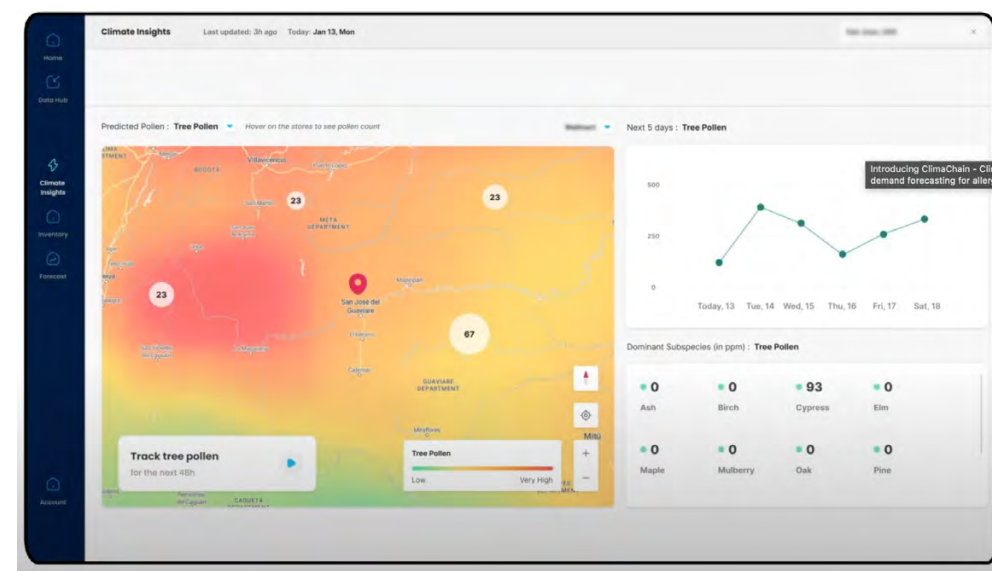 Climate Insights
Last updated: 3h ago Today: Jan 13, Mon
×
Home
Data Hub
Climate
Insights
Inventory
Forecast
Account
Predicted Pollen : Tree Pollen
Hover on the stores to see pollen count
Next 5 days : Tree Pollen
Introducing ClimaChain - Cli
demand forecasting for aller
BOGOTA
Villavicencio
META
DEPARTMENT
23
23
23
67
San José del
Guaviare
Mapiripan
Calamar
GUAVIARE
DEPARTMENT
Miraflores
Mitú
CAQUETA
Track tree pollen
for the next 48h
Tree Pollen
Low Very High
+
−
500
250
0
Today, 13 Tue, 14 Wed, 15 Thu, 16 Fri, 17 Sat, 18
Dominant Subspecies (in ppm) : Tree Pollen
0 0 93 0
Ash Birch Cypress Elm
0 0 0 0
Maple Mulberry Oak Pine